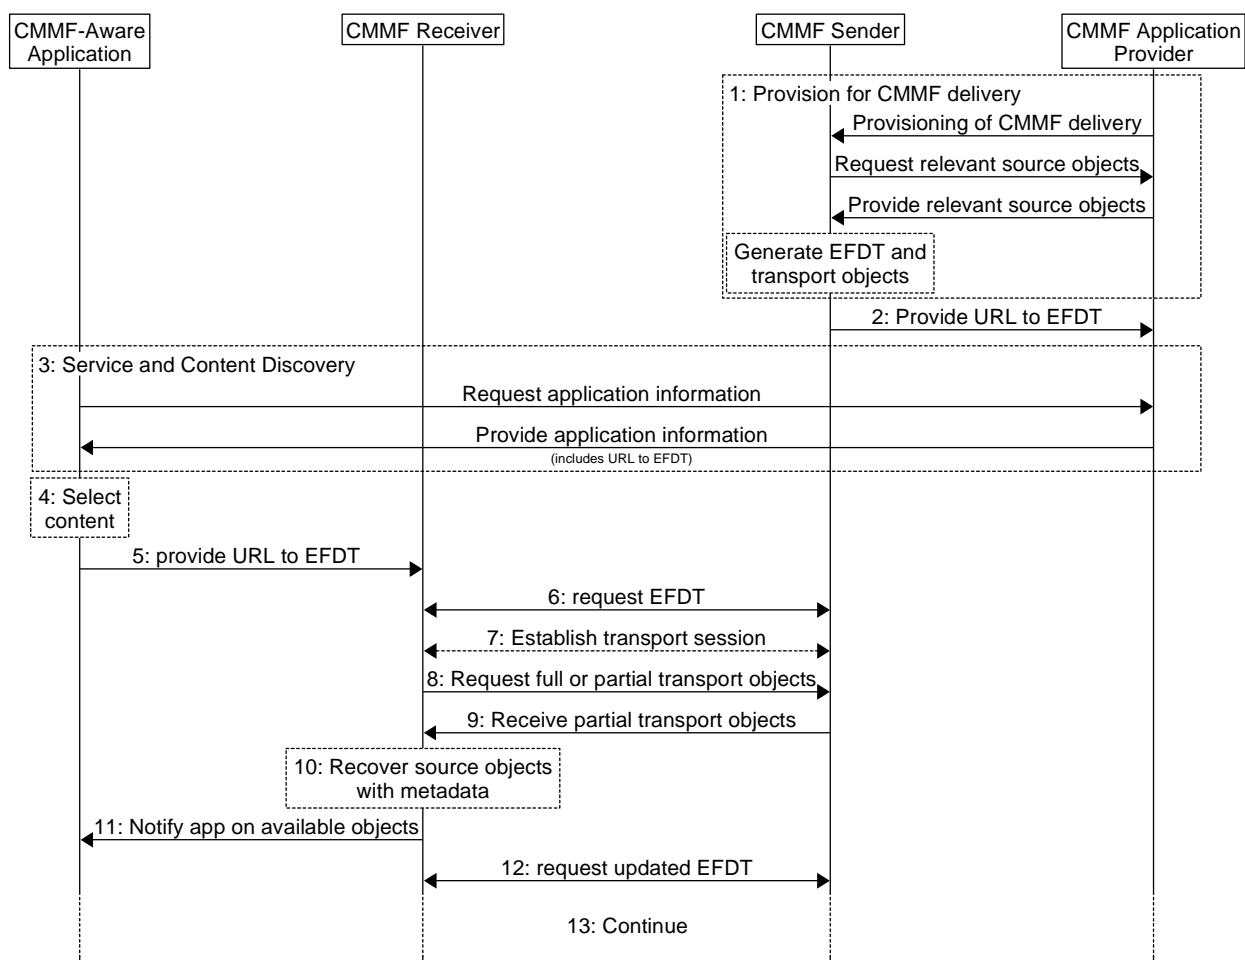 CMMF-Aware
Application
CMMF Receiver
CMMF Sender
CMMF Application
Provider
1: Provision for CMMF delivery
Provisioning of CMMF delivery
Request relevant source objects
Provide relevant source objects
Generate EFDT and
transport objects
2: Provide URL to EFDT
3: Service and Content Discovery
Request application information
Provide application information
(includes URL to EFDT)
4: Select
content
5: provide URL to EFDT
6: request EFDT
7: Establish transport session
8: Request full or partial transport objects
9: Receive partial transport objects
10: Recover source objects
with metadata
11: Notify app on available objects
12: request updated EFDT
13: Continue